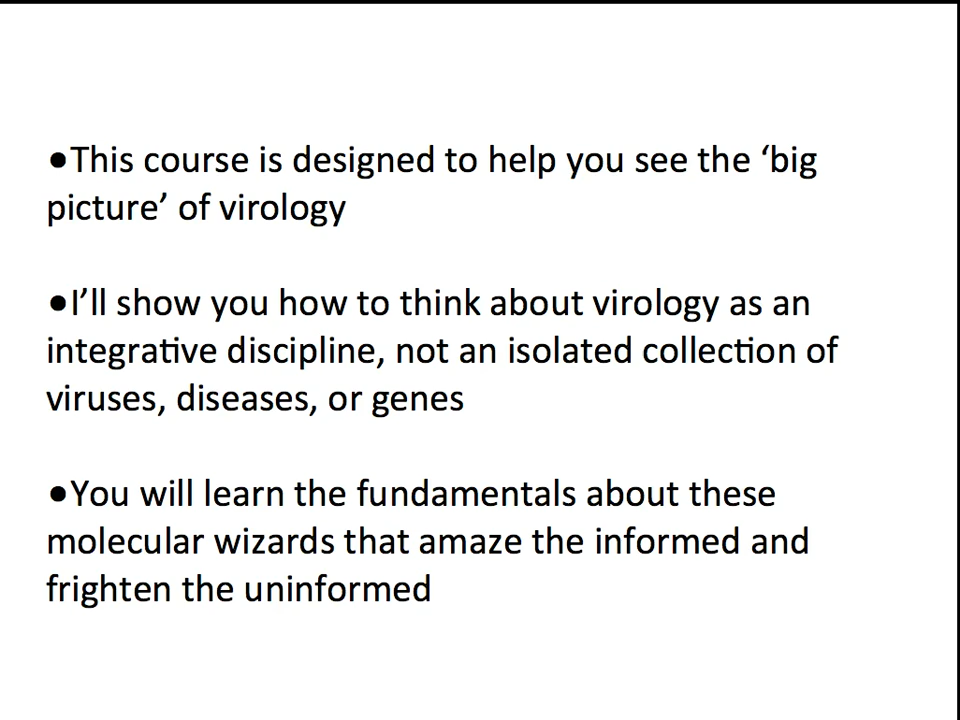 ●This course is designed to help you see the ‘big
picture’ of virology
●I’ll show you how to think about virology as an
integrative discipline, not an isolated collection of
viruses, diseases, or genes
●You will learn the fundamentals about these
molecular wizards that amaze the informed and
frighten the uninformed